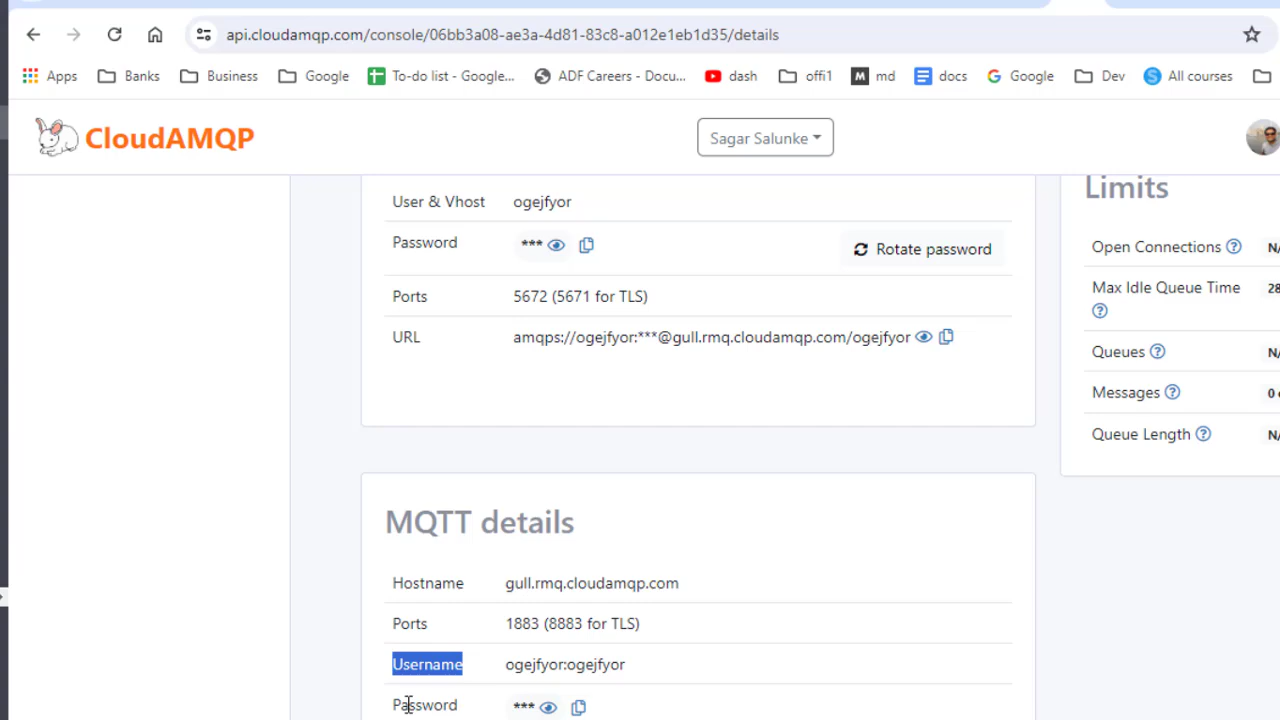 api.cloudamqp.com/console/06bb3a08-ae3a-4d81-83c8-a012e1eb1d35/details
Apps Banks Business Google To-do list - Google... ADF Careers - Docu... dash offi1 md docs Google Dev All courses
CloudAMQP Sagar Salunke
User & Vhost ogejfyor
Password ***
Rotate password
Ports 5672 (5671 for TLS)
URL amqps://ogejfyor:***@gull.rmq.cloudamqp.com/ogejfyor
Limits
Open Connections
Max Idle Queue Time
Queues
Messages 0
Queue Length
MQTT details
Hostname gull.rmq.cloudamqp.com
Ports 1883 (8883 for TLS)
Username ogejfyor:ogejfyor
Password ***